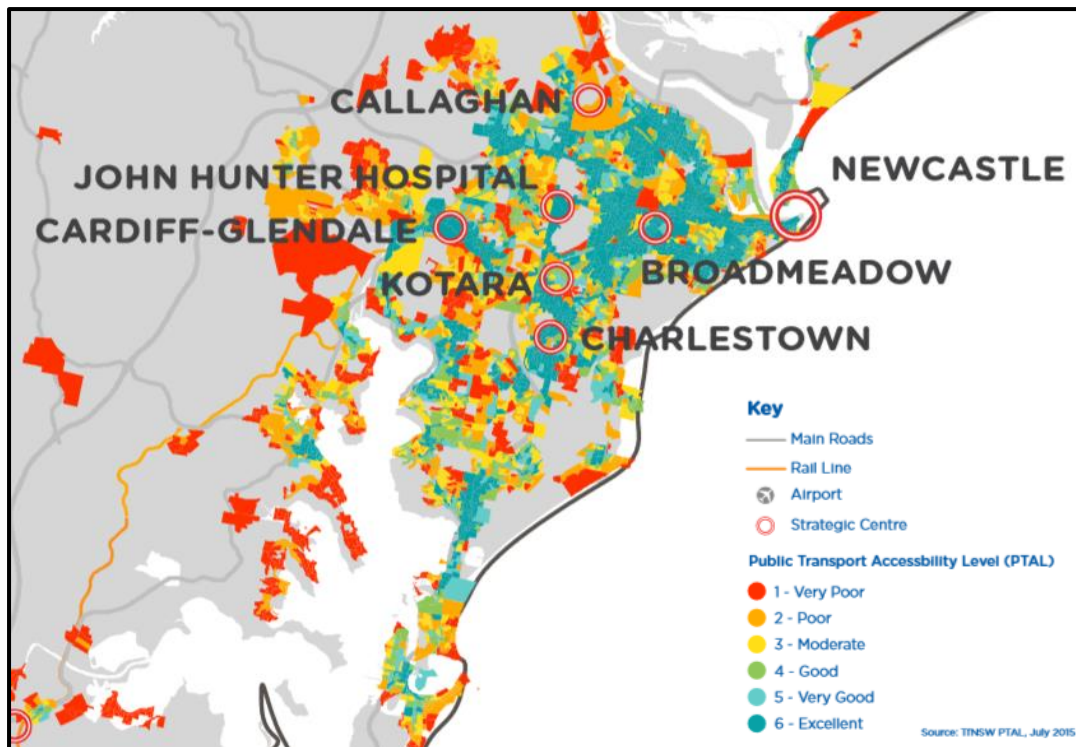 CALLAGHAN
JOHN HUNTER HOSPITAL
NEWCASTLE
CARDIFF-GLENDALE
KOTARA
BROADMEADOW
CHARLESTOWN
Key
Main Roads
Rail Line
Airport
Strategic Centre
Public Transport Accessbility Level (PTAL)
1 - Very Poor
2 - Poor
3 - Moderate
4 - Good
5 - Very Good
6 - Excellent
Source: TfNSW PTAL, July 2015